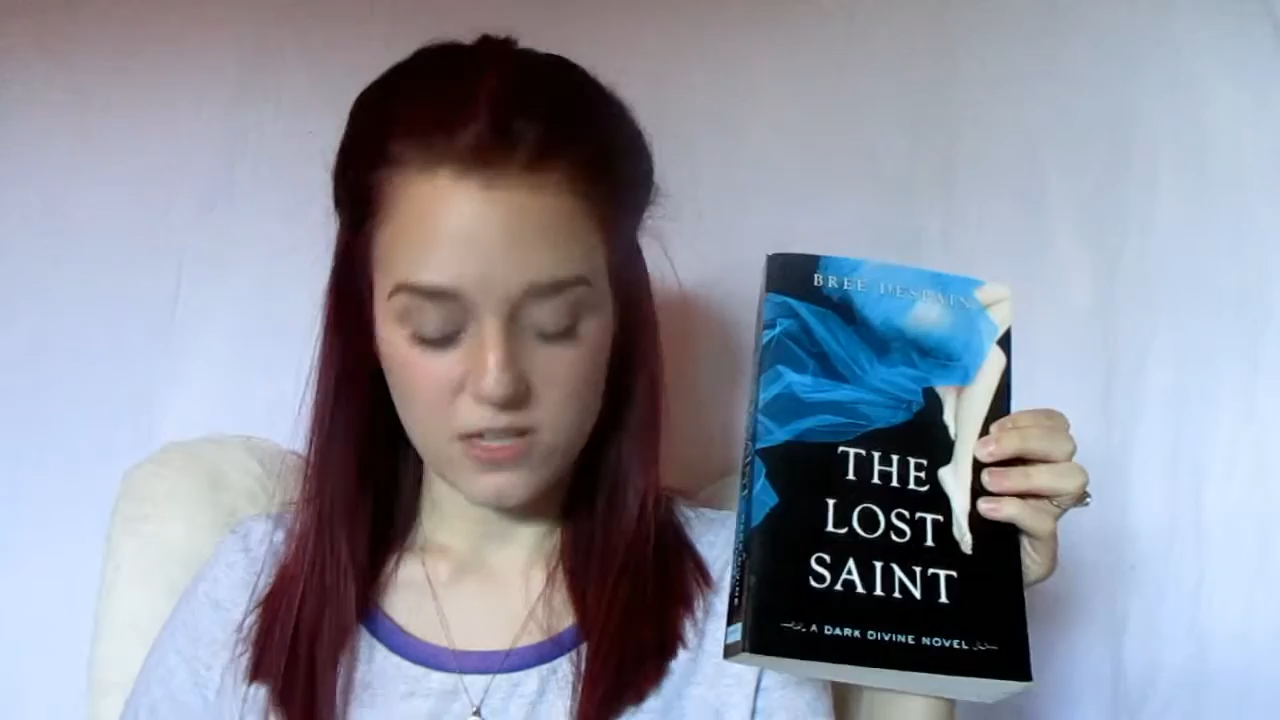 BREE DESPAIN
THE
LOST
SAINT
A DARK DIVINE NOVEL